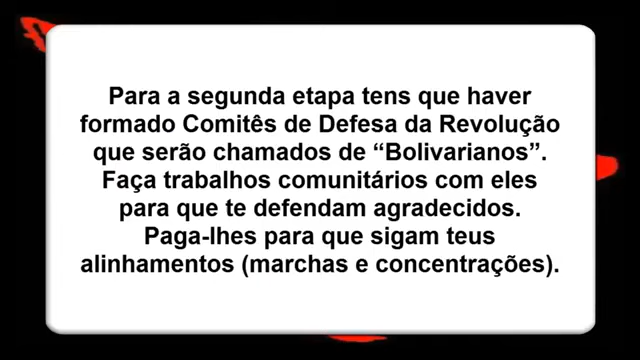 Para a segunda etapa tens que haver
formado Comitês de Defesa da Revolução
que serão chamados de “Bolivarianos”.
Faça trabalhos comunitários com eles
para que te defendam agradecidos.
Paga-lhes para que sigam teus
alinhamentos (marchas e concentrações).